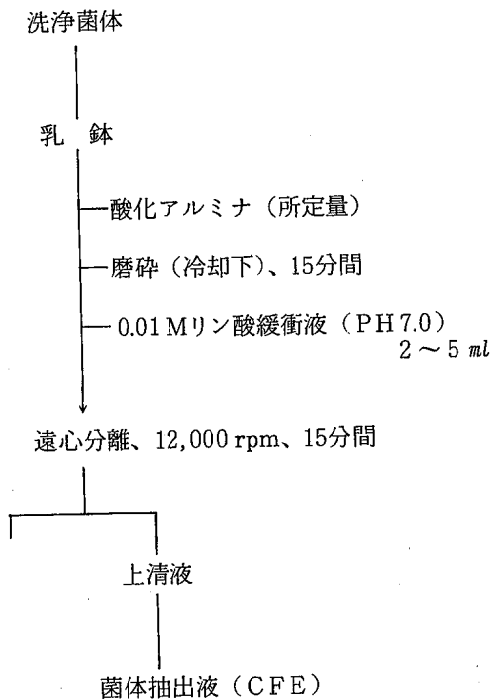 洗浄菌体
乳 鉢
酸化アルミナ（所定量）
磨砕（冷却下）、15分間
0.01 Mリン酸緩衝液（PH7.0）
2～5 ml
遠心分離、12,000 rpm、15分間
上清液
菌体抽出液（CFE）